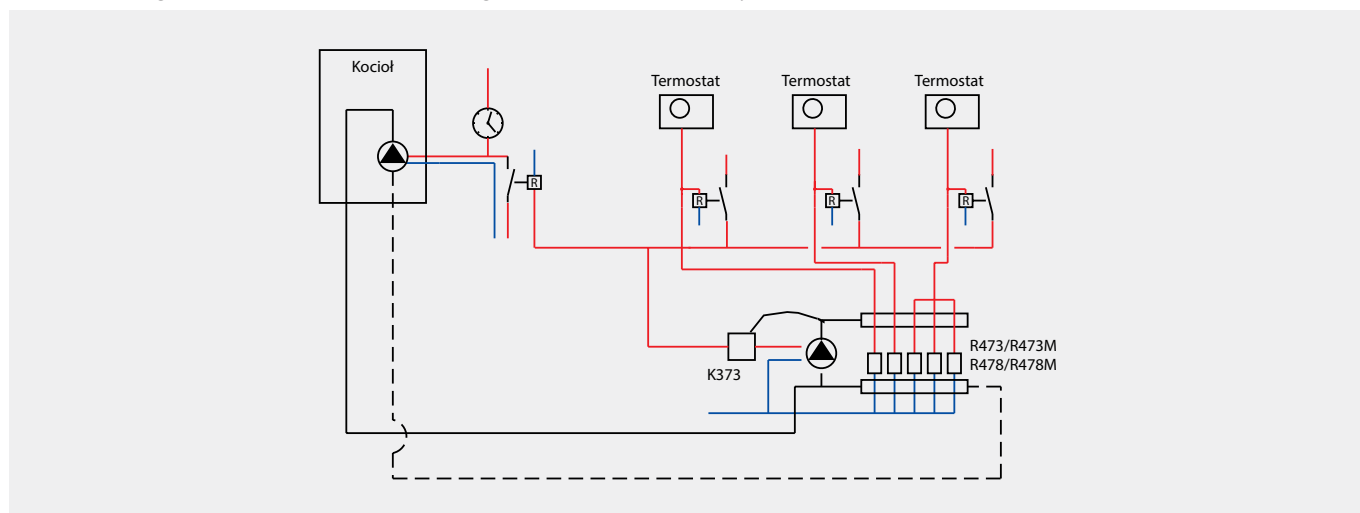 Kocioł
Termostat
Termostat
Termostat
R
R
R
R
R473/R473M
R478/R478M
K373